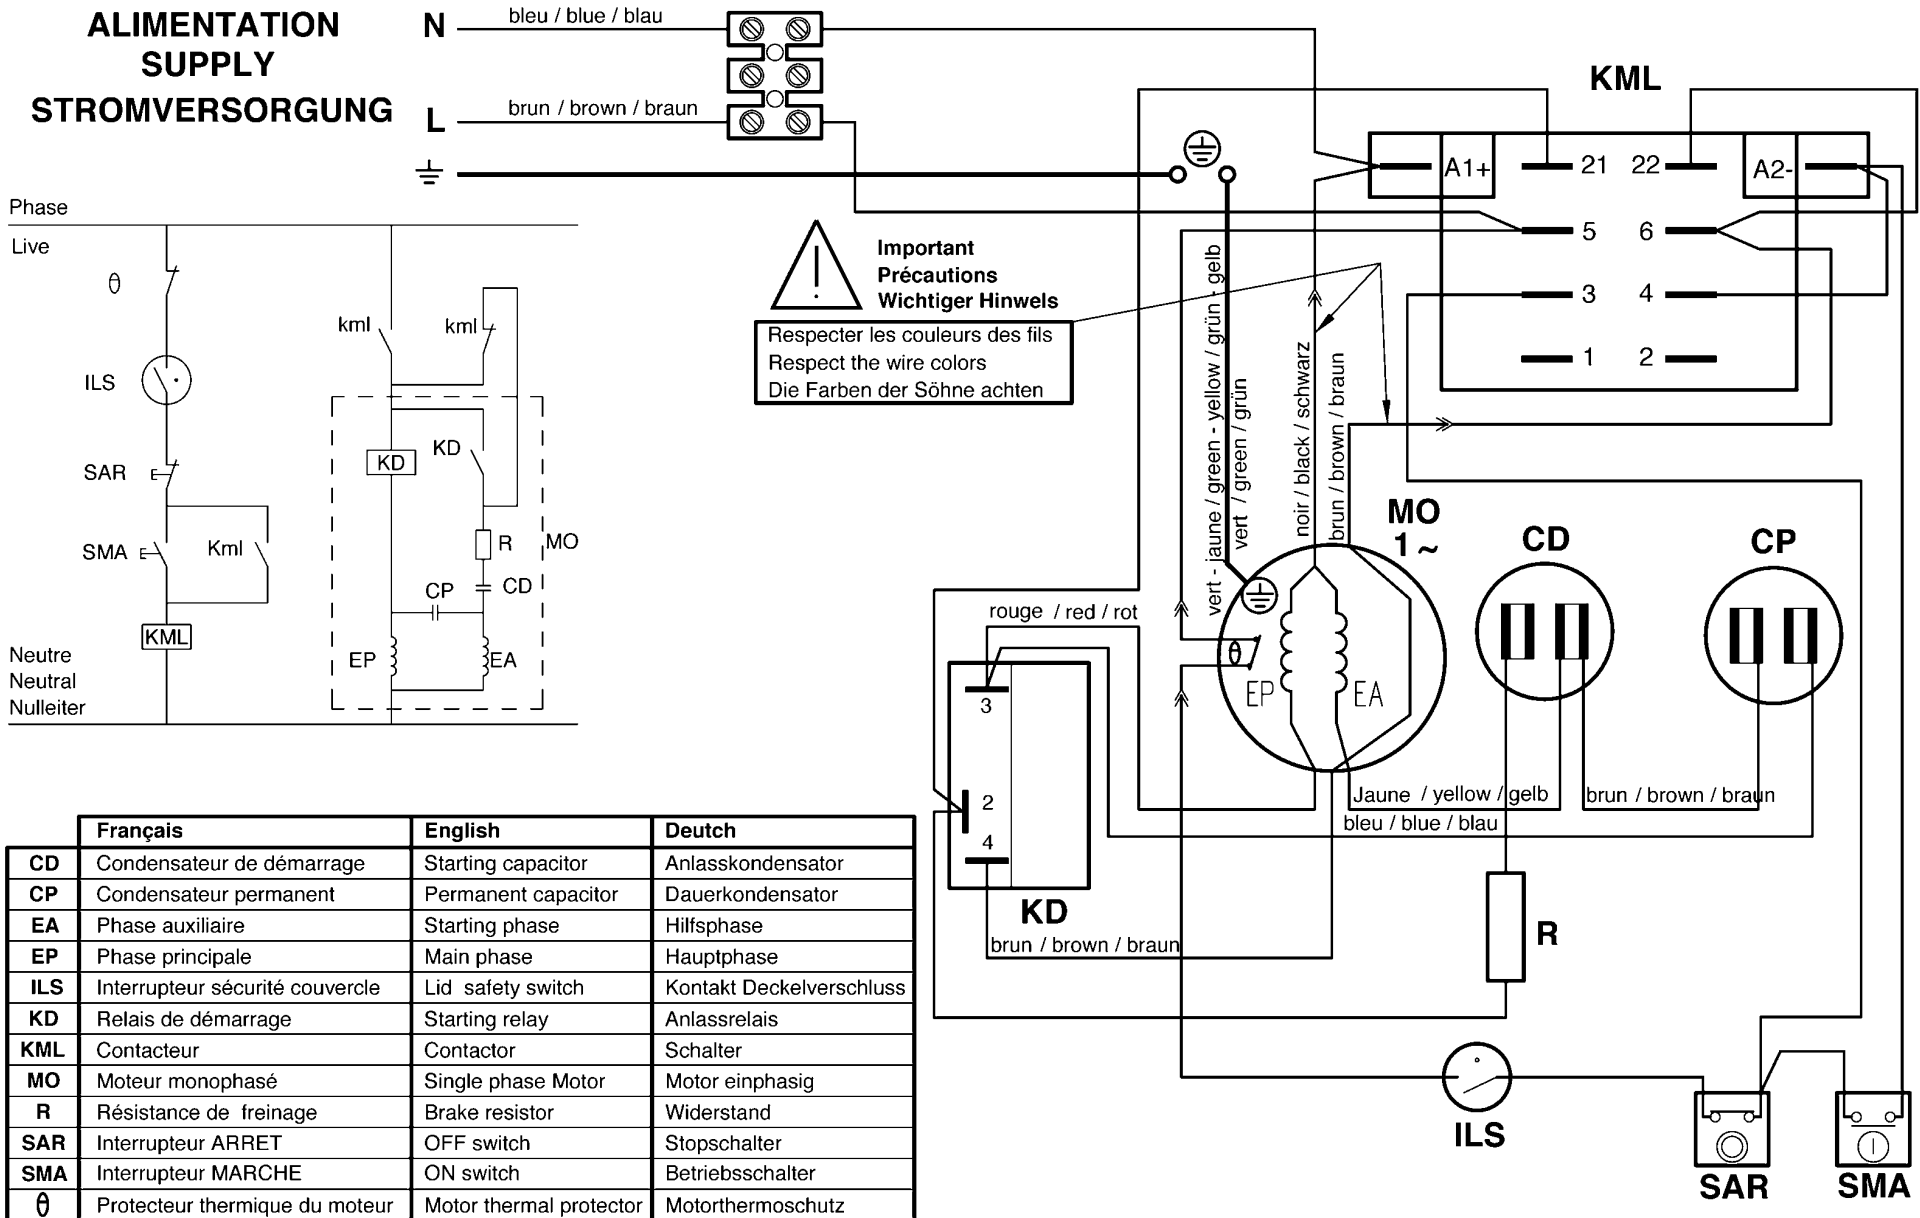 ALIMENTATION
SUPPLY
STROMVERSORGUNG
N
bleu / blue / blau
L
brun / brown / braun
KML
A1+
21
22
A2-
5
6
3
4
1
2
Important
Précautions
Wichtiger Hinwels
Respecter les couleurs des fils
Respect the wire colors
Die Farben der Söhne achten
vert - jaune / green - yellow / grün - gelb
vert / green / grün
noir / black / schwarz
brun / brown / braun
Phase
Live
θ
ILS
SAR
SMA
Kml
KML
kml
kml
KD
KD
R
MO
CP
CD
EP
EA
Neutre
Neutral
Nulleiter
MO
1 ~
CD
CP
rouge / red / rot
θ
EP
EA
3
2
4
KD
Jaune / yellow / gelb
brun / brown / braun
bleu / blue / blau
brun / brown / braun
R
ILS
SAR
SMA
Français English Deutch
CD Condensateur de démarrage Starting capacitor Anlasskondensator
CP Condensateur permanent Permanent capacitor Dauerkondensator
EA Phase auxiliaire Starting phase Hilfsphase
EP Phase principale Main phase Hauptphase
ILS Interrupteur sécurité couvercle Lid safety switch Kontakt Deckelverschluss
KD Relais de démarrage Starting relay Anlassrelais
KML Contacteur Contactor Schalter
MO Moteur monophasé Single phase Motor Motor einphasig
R Résistance de freinage Brake resistor Widerstand
SAR Interrupteur ARRET OFF switch Stopschalter
SMA Interrupteur MARCHE ON switch Betriebsschalter
θ Protecteur thermique du moteur Motor thermal protector Motorthermoschutz